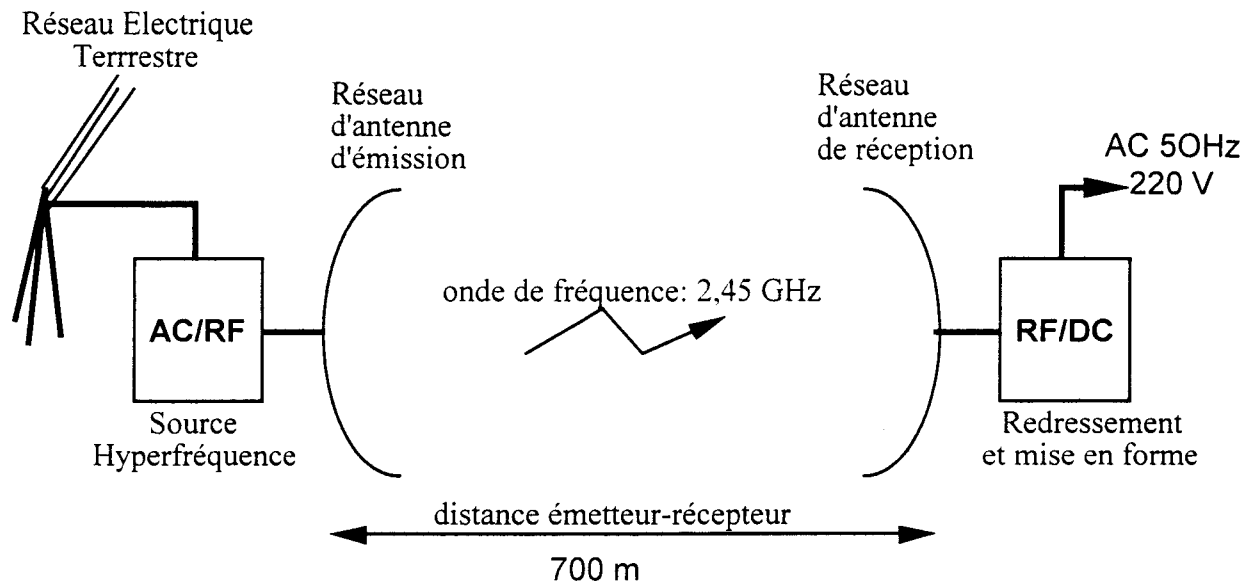 Réseau Electrique
Terrrestre
Réseau
d'antenne
d'émission
Réseau
d'antenne
de réception
AC 5OHz
220 V
onde de fréquence: 2,45 GHz
AC/RF
RF/DC
Source
Hyperfréquence
Redressement
et mise en forme
distance émetteur-récepteur
700 m